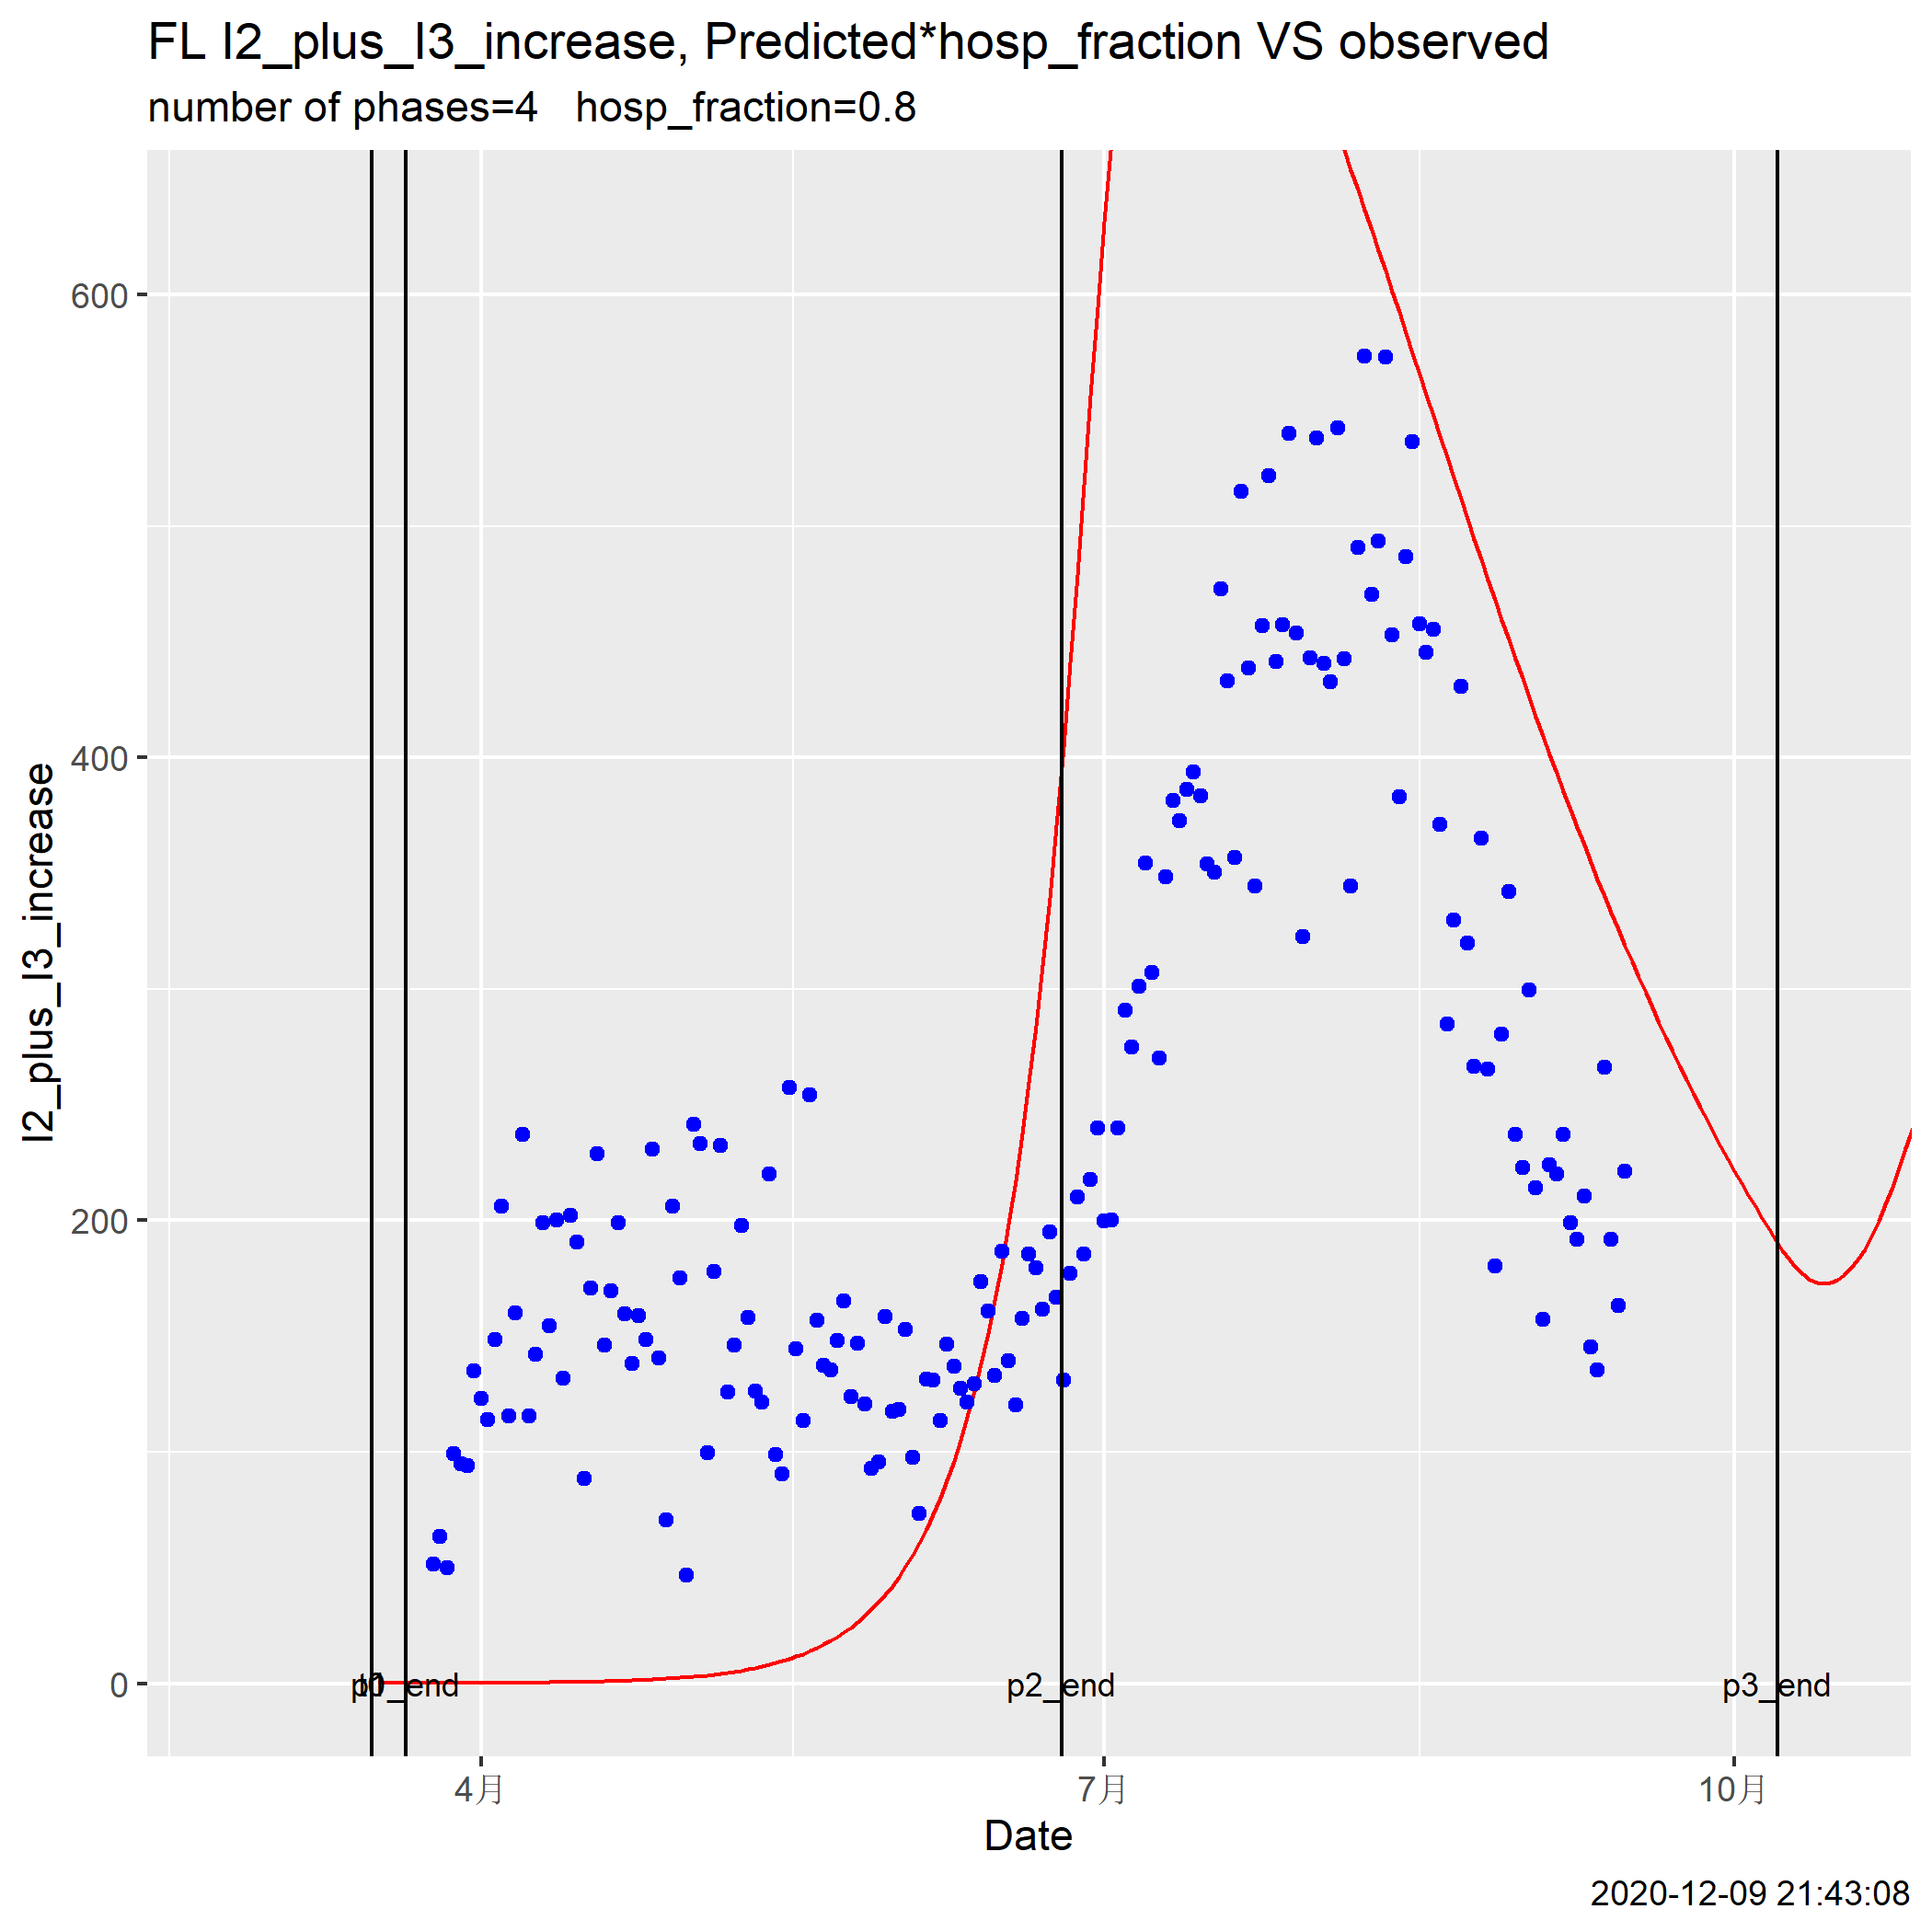 FL I2_plus_I3_increase, Predicted*hosp_fraction VS observed
number of phases=4 hosp_fraction=0.8
600
400
200
0
I2_plus_I3_increase
p2_end
p3_end
4月
7月
10月
Date
2020-12-09 21:43:08